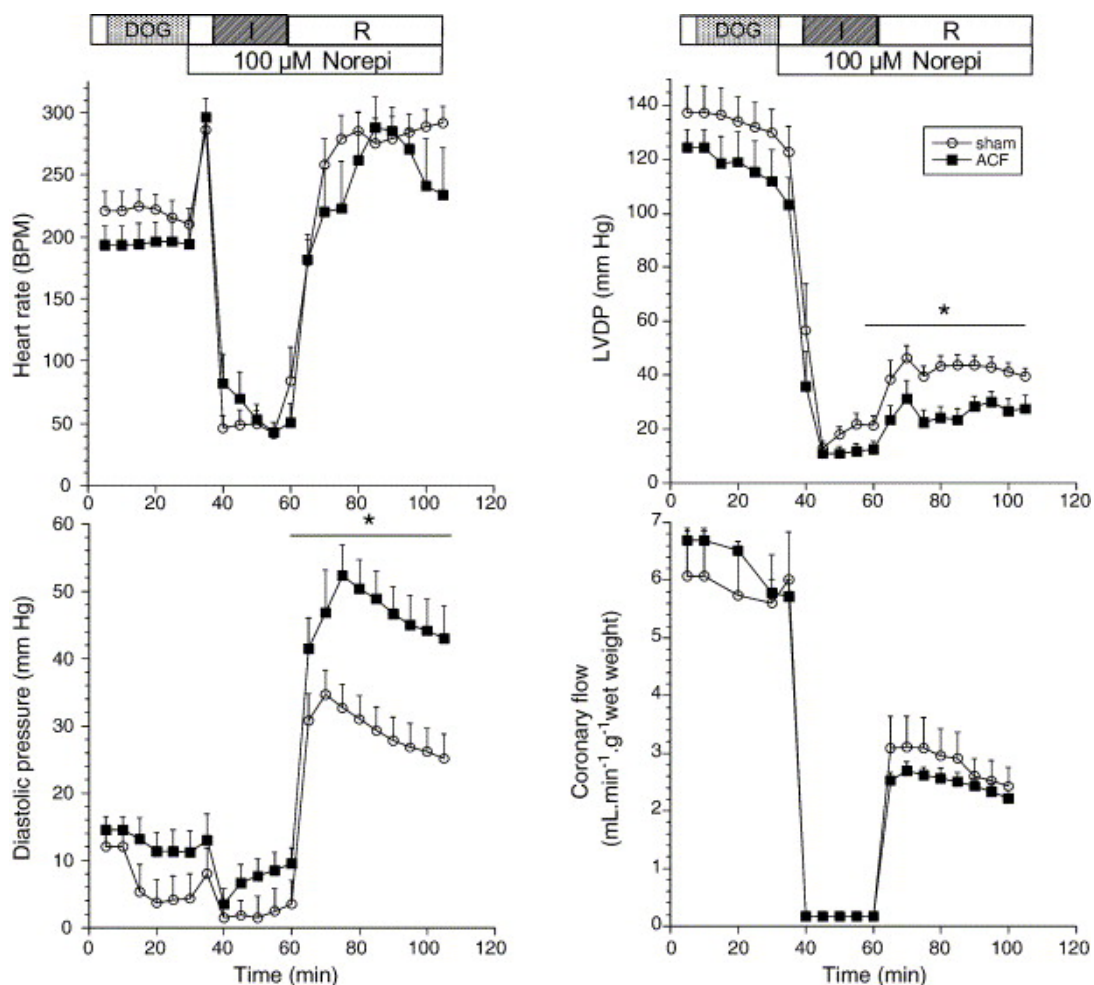 DOG I R
100 µM Norepi
DOG I R
100 µM Norepi
300
250
200
150
100
50
0
Heart rate (BPM)
0 20 40 60 80 100 120
140
120
100
80
60
40
20
0
LVDP (mm Hg)
sham
ACF
*
0 20 40 60 80 100 120
60
50
40
30
20
10
0
Diastolic pressure (mm Hg)
*
0 20 40 60 80 100 120
Time (min)
7
6
5
4
3
2
1
0
Coronary flow
(mL.min⁻¹.g⁻¹wet weight)
0 20 40 60 80 100 120
Time (min)